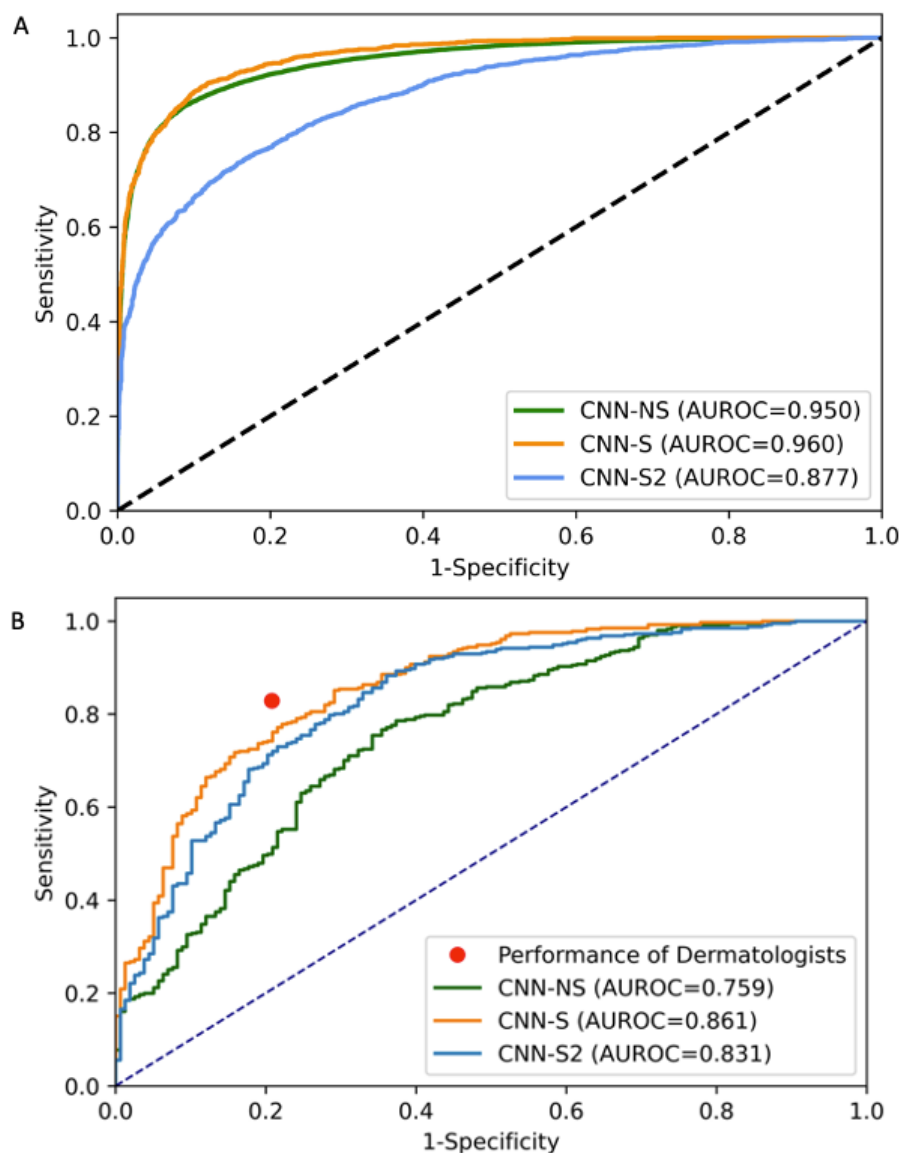 A
1.0
0.8
0.6
0.4
0.2
0.0
Sensitivity
CNN-NS (AUROC=0.950)
CNN-S (AUROC=0.960)
CNN-S2 (AUROC=0.877)
0.0 0.2 0.4 0.6 0.8 1.0
1-Specificity
B
1.0
0.8
0.6
0.4
0.2
0.0
Sensitivity
Performance of Dermatologists
CNN-NS (AUROC=0.759)
CNN-S (AUROC=0.861)
CNN-S2 (AUROC=0.831)
0.0 0.2 0.4 0.6 0.8 1.0
1-Specificity